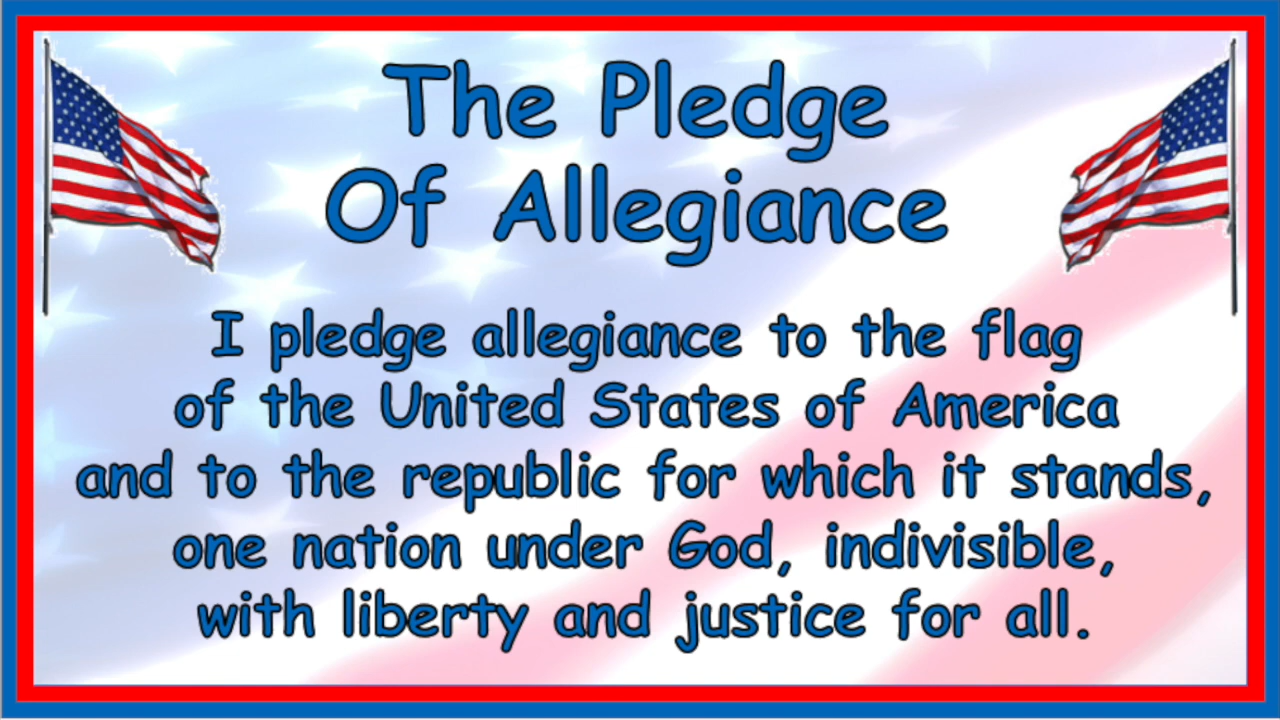 The Pledge
Of Allegiance
I pledge allegiance to the flag
of the United States of America
and to the republic for which it stands,
one nation under God, indivisible,
with liberty and justice for all.